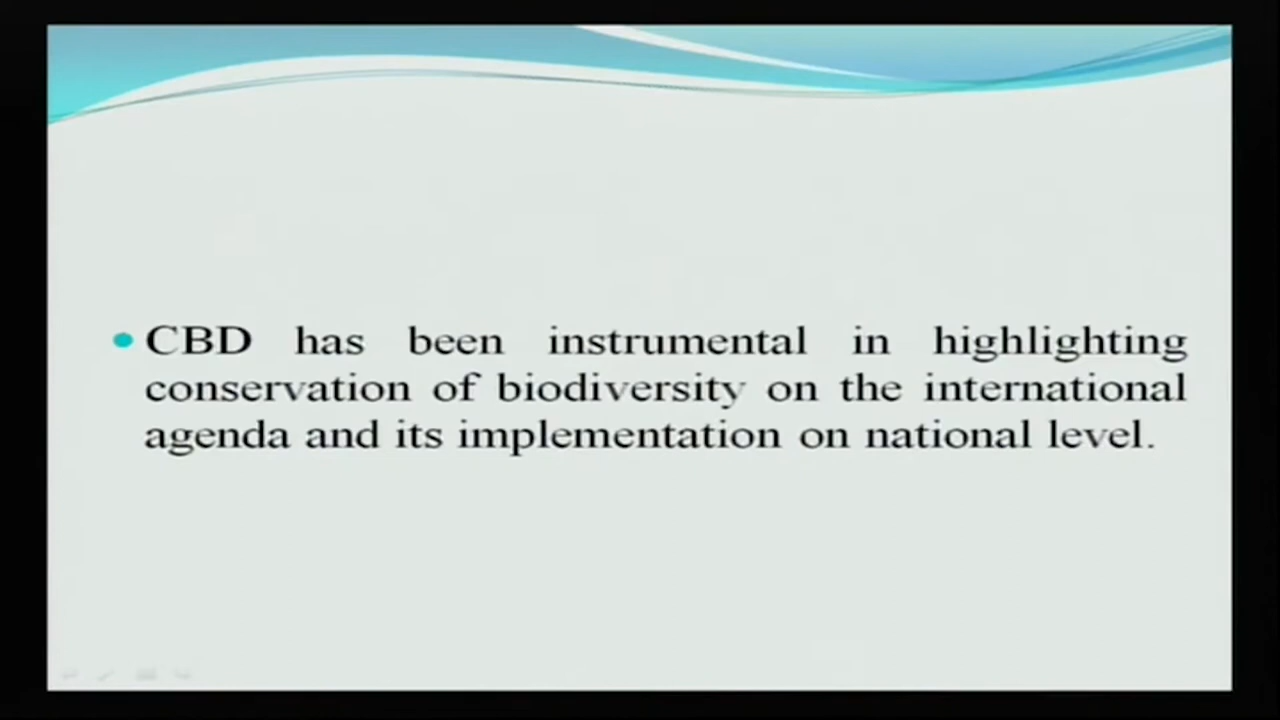 CBD has been instrumental in highlighting
conservation of biodiversity on the international
agenda and its implementation on national level.